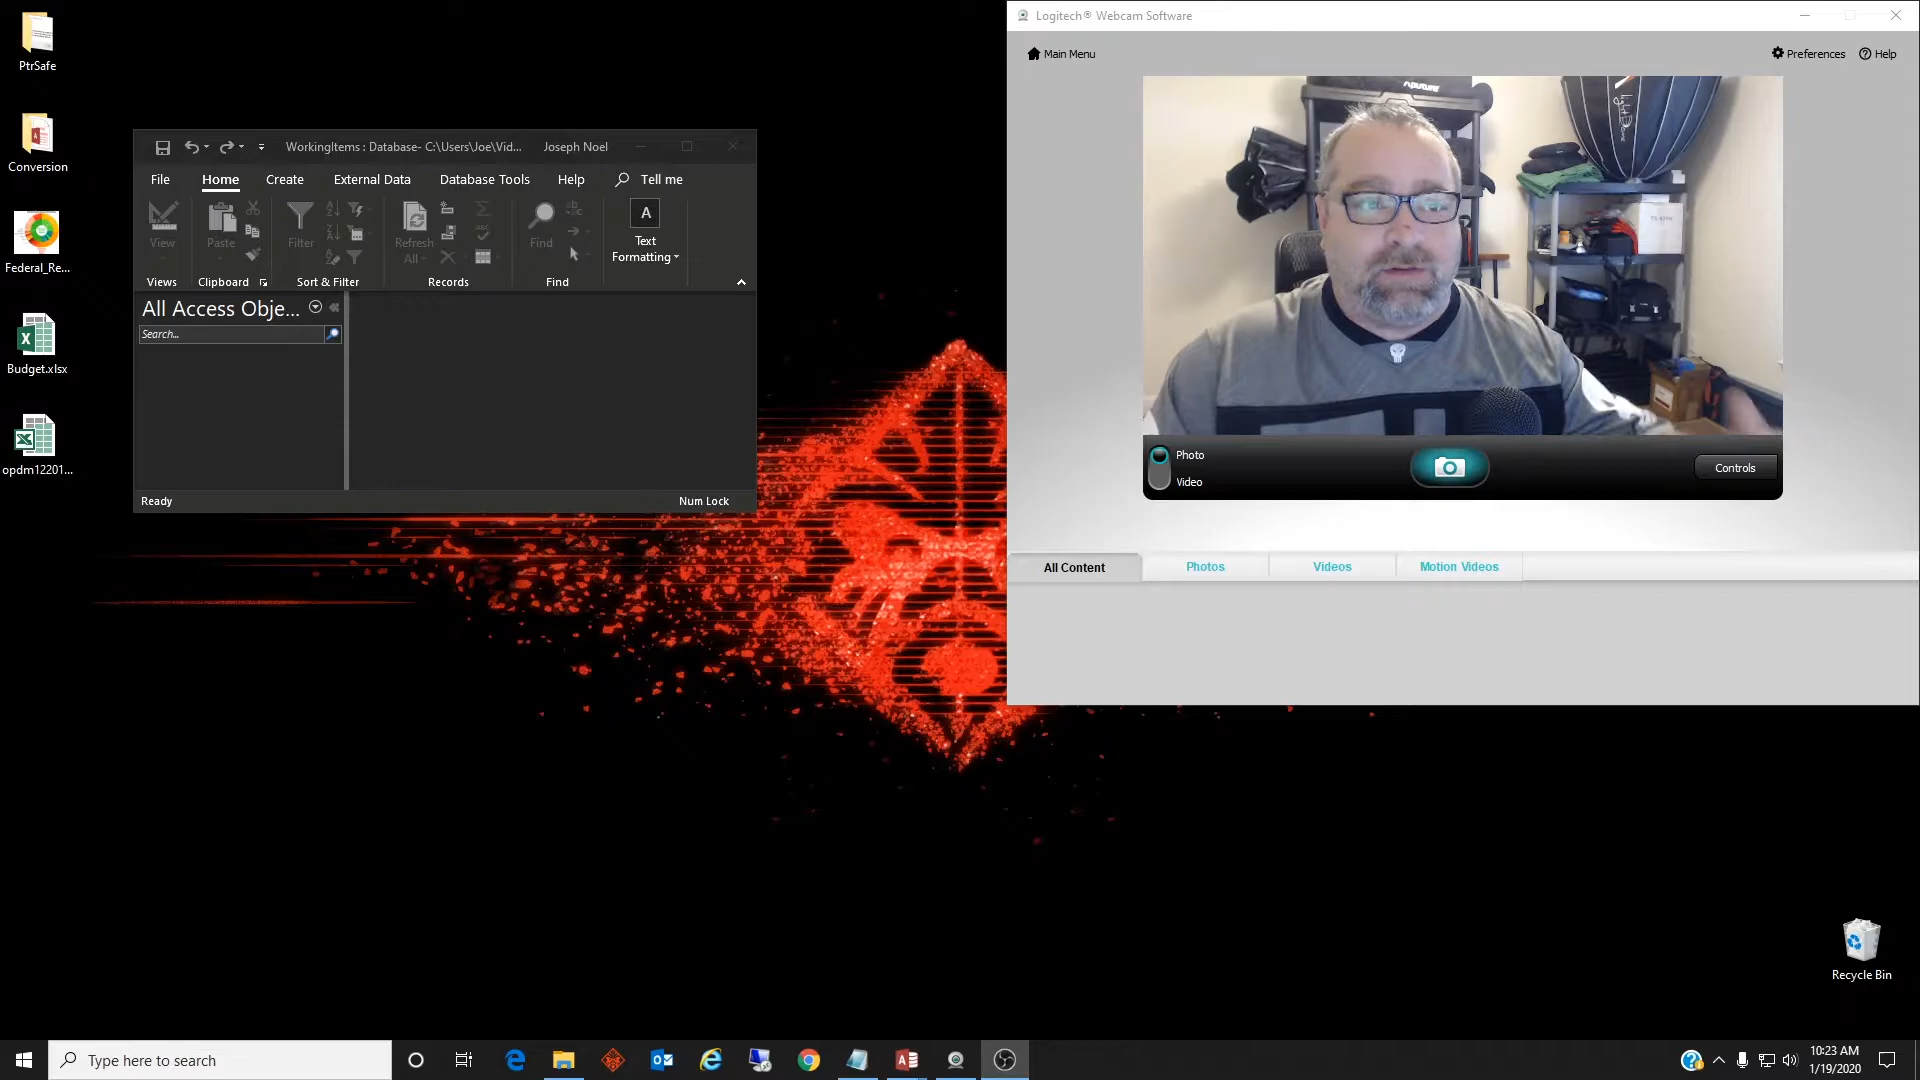 PtrSafe
Conversion
Federal_Re...
Budget.xlsx
opdm12201...
WorkingItems : Database- C:\Users\Joe\Vid... Joseph Noel
File Home Create External Data Database Tools Help Tell me
View Paste Filter Refresh All Find A Text Formatting
Views Clipboard Sort & Filter Records Find
All Access Obje...
Search...
Ready Num Lock
Logitech® Webcam Software
Main Menu Preferences Help
Aputure
Light Dome
Photo
Video
Controls
All Content Photos Videos Motion Videos
Recycle Bin
Type here to search
10:23 AM
1/19/2020